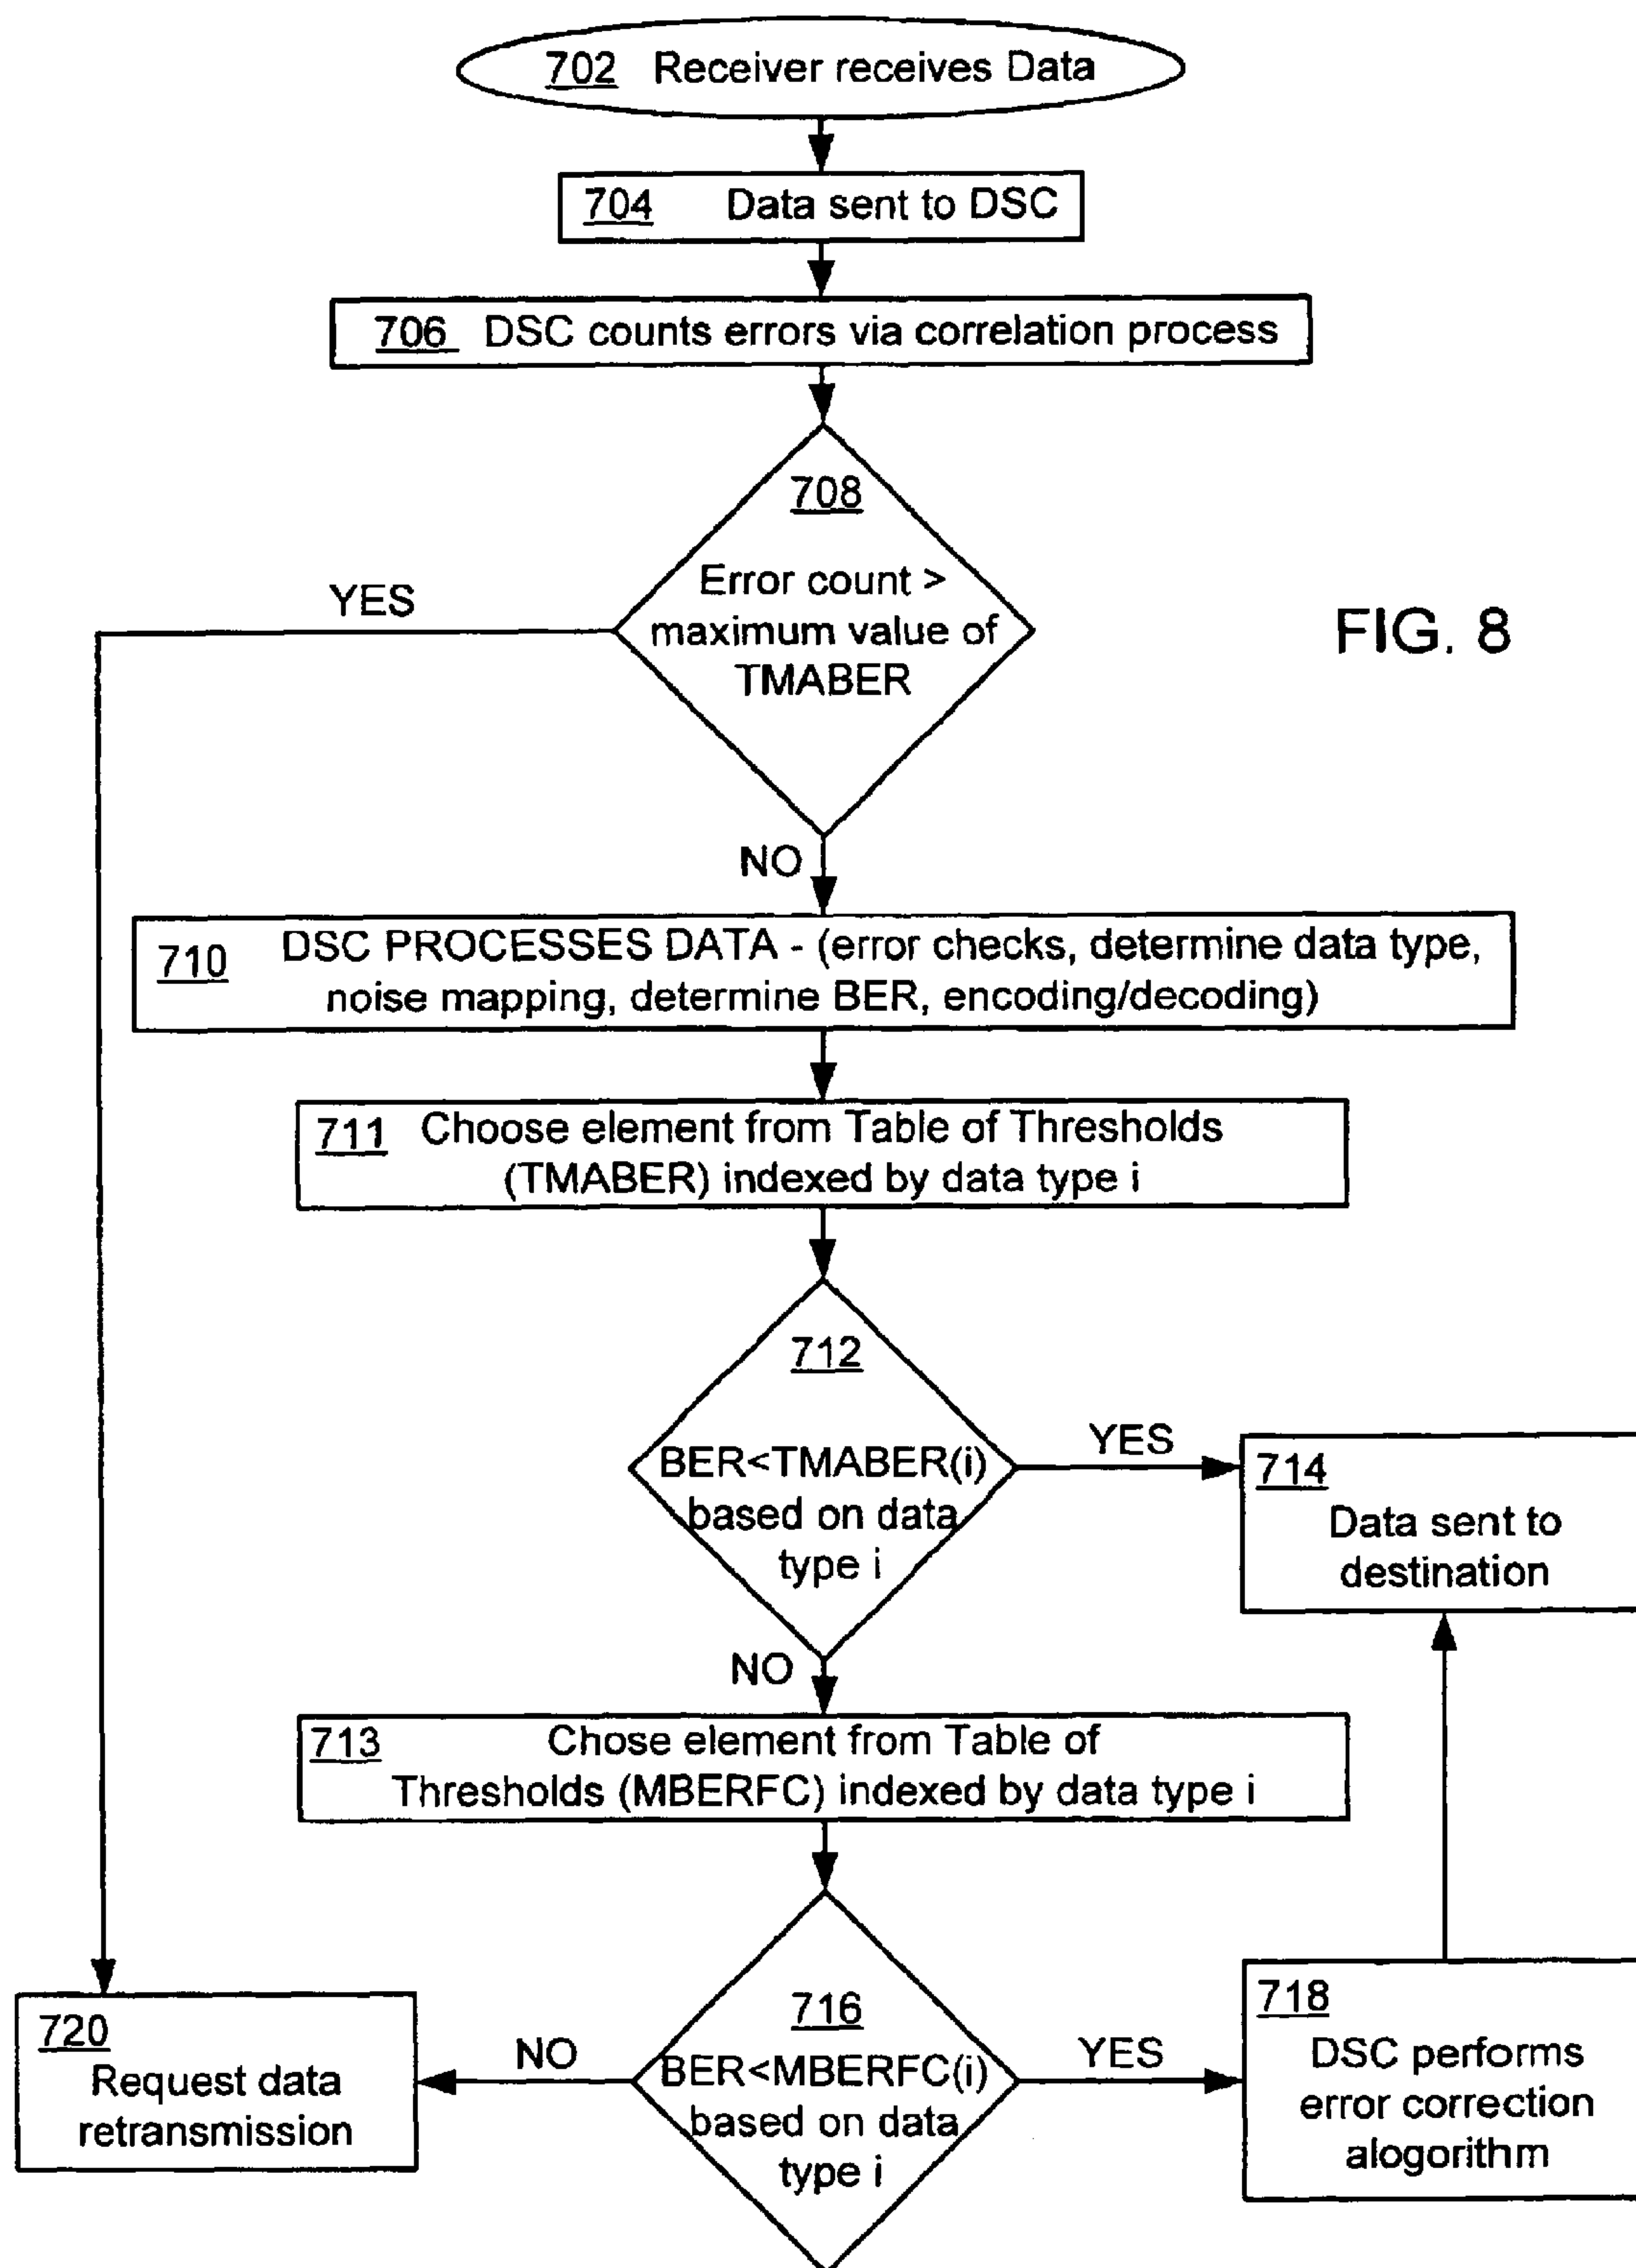 702 Receiver receives Data
704 Data sent to DSC
706 DSC counts errors via correlation process
708
Error count >
maximum value of
TMABER
YES
FIG. 8
NO
710 DSC PROCESSES DATA - (error checks, determine data type,
noise mapping, determine BER, encoding/decoding)
711 Choose element from Table of Thresholds
(TMABER) indexed by data type i
712
BER<TMABER(i)
based on data
type i
YES
714
Data sent to
destination
NO
713 Chose element from Table of
Thresholds (MBERFC) indexed by data type i
716
BER<MBERFC(i)
based on data
type i
NO
YES
720
Request data
retransmission
718
DSC performs
error correction
alogorithm